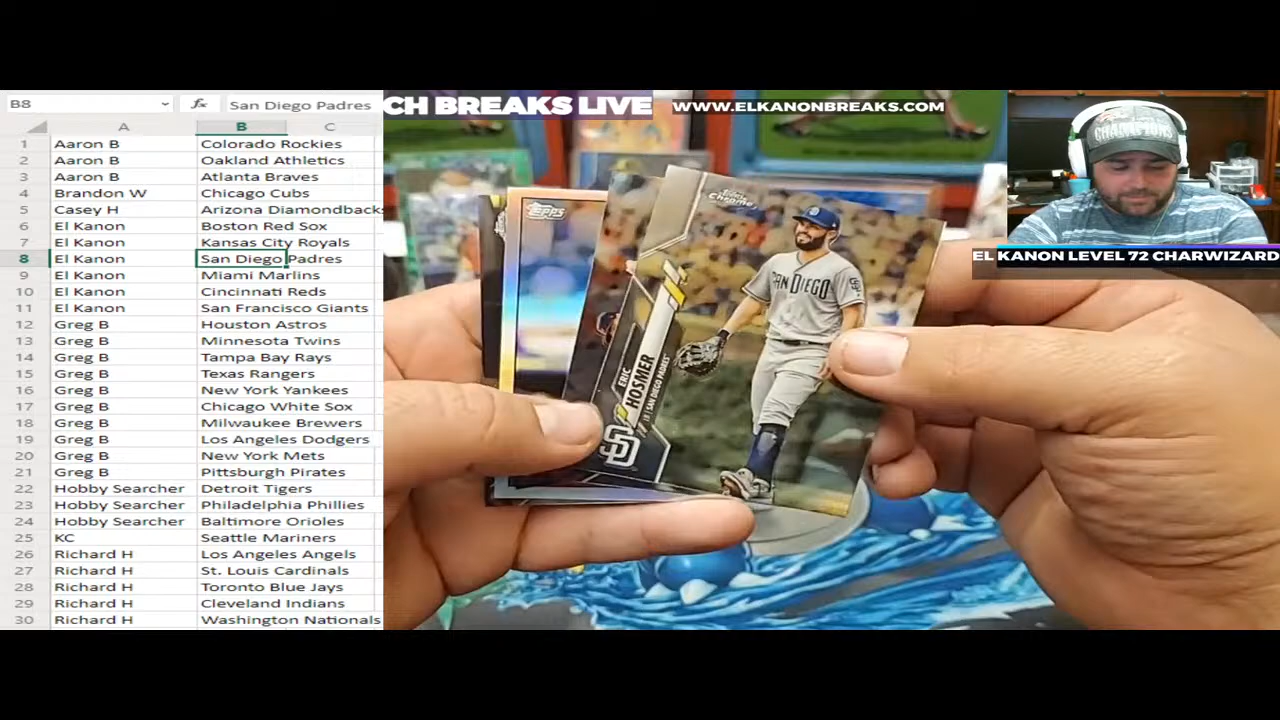 B8
fx
San Diego Padres
A
B
C
1 Aaron B Colorado Rockies
2 Aaron B Oakland Athletics
3 Aaron B Atlanta Braves
4 Brandon W Chicago Cubs
5 Casey H Arizona Diamondbacks
6 El Kanon Boston Red Sox
7 El Kanon Kansas City Royals
8 El Kanon San Diego Padres
9 El Kanon Miami Marlins
10 El Kanon Cincinnati Reds
11 El Kanon San Francisco Giants
12 Greg B Houston Astros
13 Greg B Minnesota Twins
14 Greg B Tampa Bay Rays
15 Greg B Texas Rangers
16 Greg B New York Yankees
17 Greg B Chicago White Sox
18 Greg B Milwaukee Brewers
19 Greg B Los Angeles Dodgers
20 Greg B New York Mets
21 Greg B Pittsburgh Pirates
22 Hobby Searcher Detroit Tigers
23 Hobby Searcher Philadelphia Phillies
24 Hobby Searcher Baltimore Orioles
25 KC Seattle Mariners
26 Richard H Los Angeles Angels
27 Richard H St. Louis Cardinals
28 Richard H Toronto Blue Jays
29 Richard H Cleveland Indians
30 Richard H Washington Nationals
CH BREAKS LIVE
WWW.ELKANONBREAKS.COM
CHAMPIONS
EL KANON LEVEL 72 CHARWIZARD
TOPPS
Topps
Chrome
SAN DIEGO
SD
ERIC
HOSMER
1B | SAN DIEGO PADRES
SD